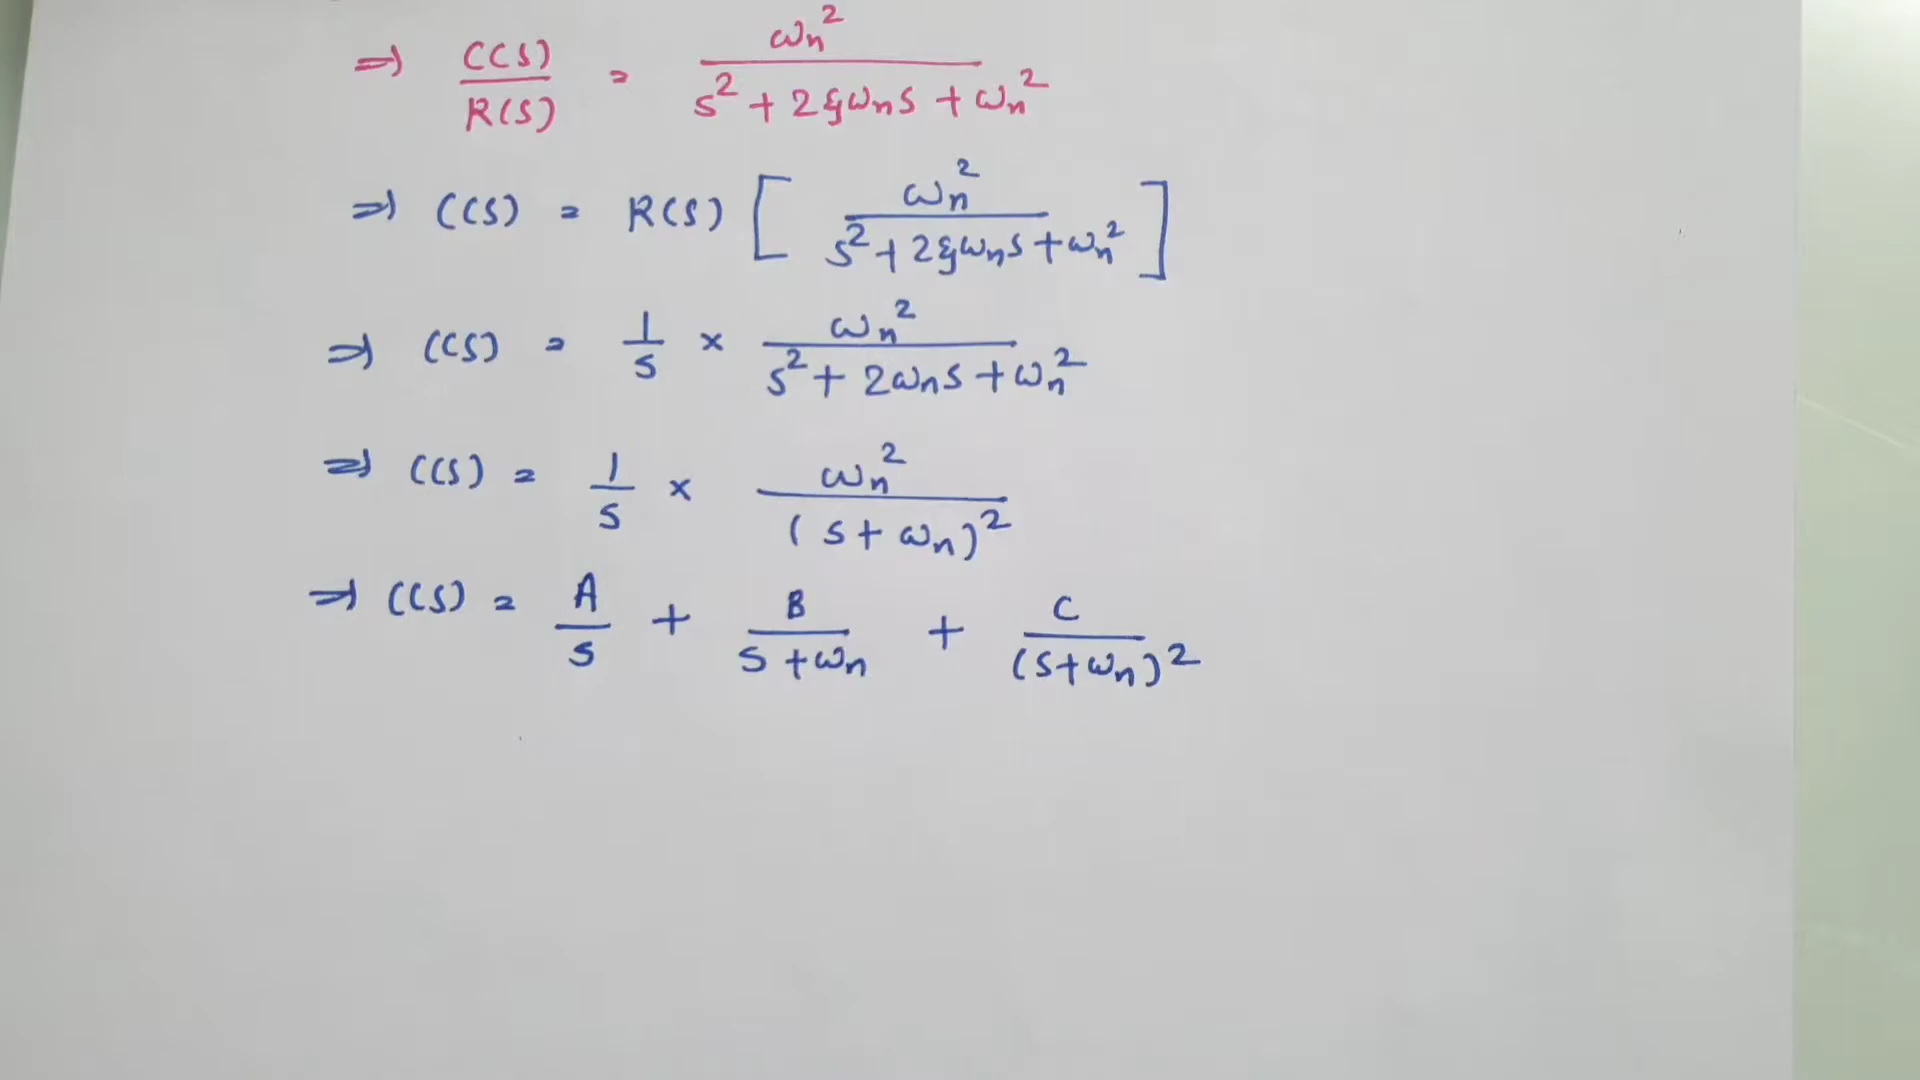 ⇒ C(S)/R(S) = ωn²/(s² + 2ξωns + ωn²)
⇒ C(S) = R(S) [ωn²/(s² + 2ξωns + ωn²)]
⇒ C(S) = 1/s × ωn²/(s² + 2ωns + ωn²)
⇒ C(S) = 1/s × ωn²/(s + ωn)²
⇒ C(S) = A/s + B/(s + ωn) + C/(s + ωn)²